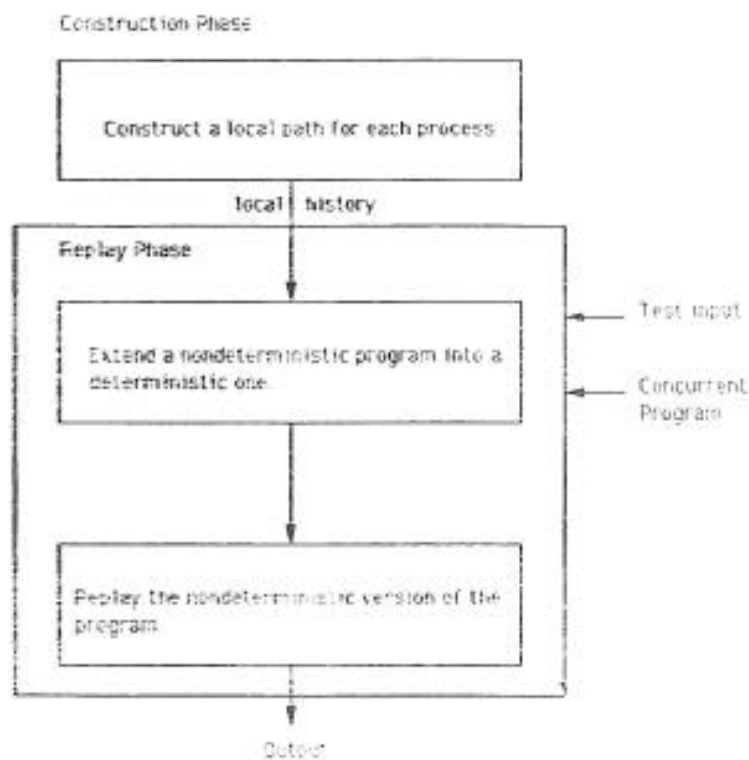 Construction Phase
Construct a local path for each process
local history
Replay Phase
Extend a nondeterministic program into a
deterministic one
Test input
Concurrent
Program
Replay the nondeterministic version of the
program
Output